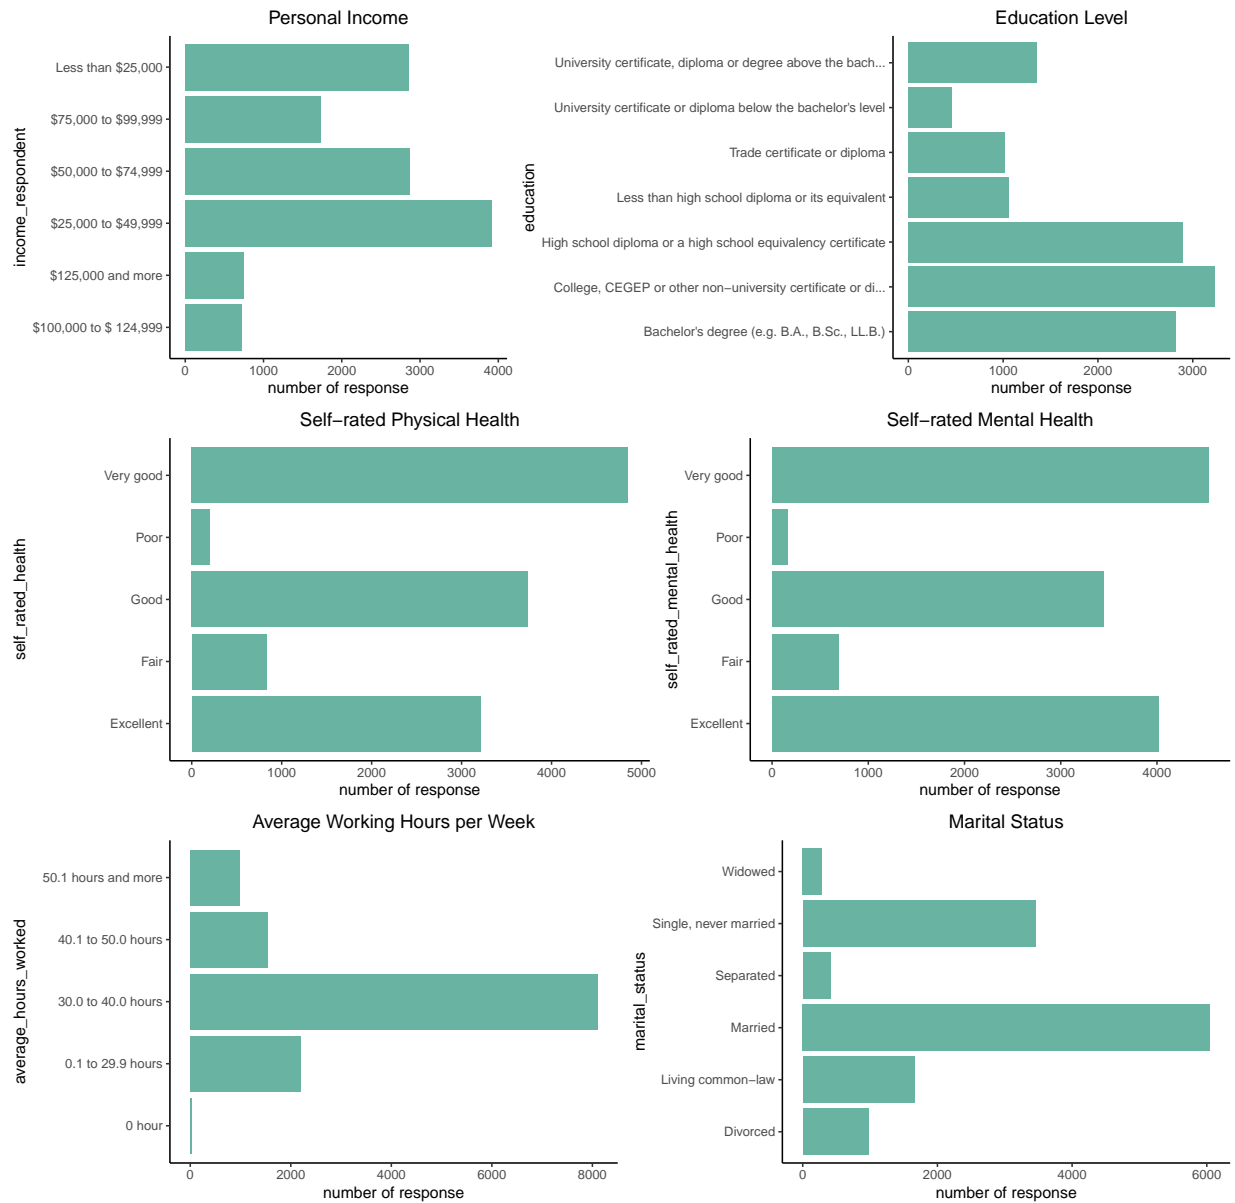 Personal Income
income_respondent
Less than $25,000
$75,000 to $99,999
$50,000 to $74,999
$25,000 to $49,999
$125,000 and more
$100,000 to $ 124,999
0 1000 2000 3000 4000
number of response
Education Level
education
University certificate, diploma or degree above the bach...
University certificate or diploma below the bachelor's level
Trade certificate or diploma
Less than high school diploma or its equivalent
High school diploma or a high school equivalency certificate
College, CEGEP or other non−university certificate or di...
Bachelor's degree (e.g. B.A., B.Sc., LL.B.)
0 1000 2000 3000
number of response
Self−rated Physical Health
self_rated_health
Very good
Poor
Good
Fair
Excellent
0 1000 2000 3000 4000 5000
number of response
Self−rated Mental Health
self_rated_mental_health
Very good
Poor
Good
Fair
Excellent
0 1000 2000 3000 4000
number of response
Average Working Hours per Week
average_hours_worked
50.1 hours and more
40.1 to 50.0 hours
30.0 to 40.0 hours
0.1 to 29.9 hours
0 hour
0 2000 4000 6000 8000
number of response
Marital Status
marital_status
Widowed
Single, never married
Separated
Married
Living common−law
Divorced
0 2000 4000 6000
number of response